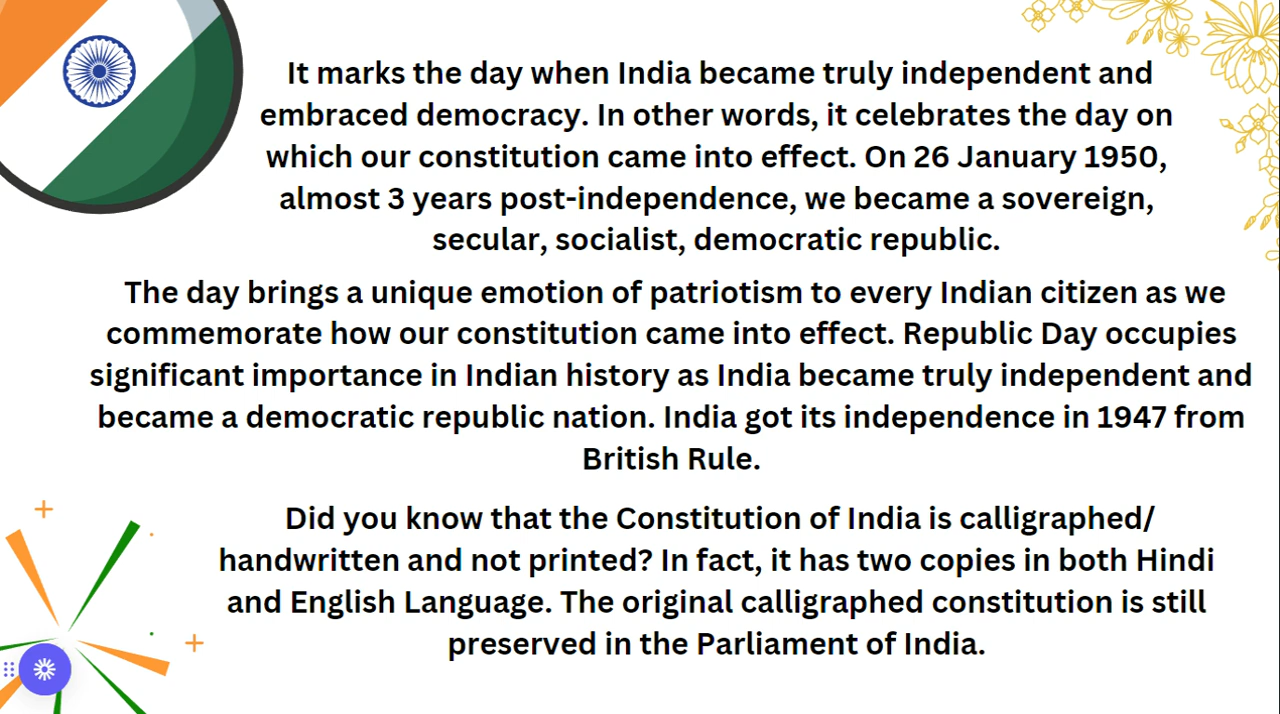 It marks the day when India became truly independent and
embraced democracy. In other words, it celebrates the day on
which our constitution came into effect. On 26 January 1950,
almost 3 years post-independence, we became a sovereign,
secular, socialist, democratic republic.
The day brings a unique emotion of patriotism to every Indian citizen as we
commemorate how our constitution came into effect. Republic Day occupies
significant importance in Indian history as India became truly independent and
became a democratic republic nation. India got its independence in 1947 from
British Rule.
Did you know that the Constitution of India is calligraphed/
handwritten and not printed? In fact, it has two copies in both Hindi
and English Language. The original calligraphed constitution is still
preserved in the Parliament of India.